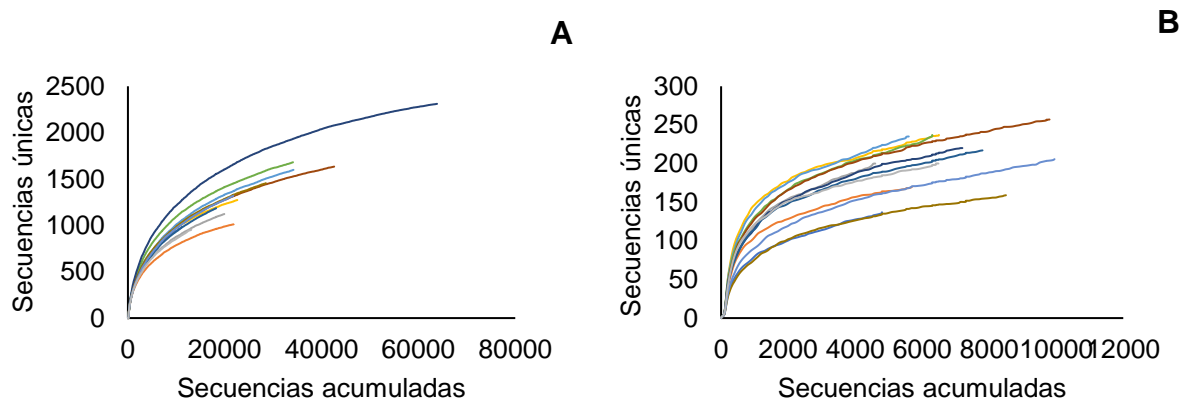 A
Secuencias únicas
2500
2000
1500
1000
500
0
0 20000 40000 60000 80000
Secuencias acumuladas
B
Secuencias únicas
300
250
200
150
100
50
0
0 2000 4000 6000 8000 10000 12000
Secuencias acumuladas